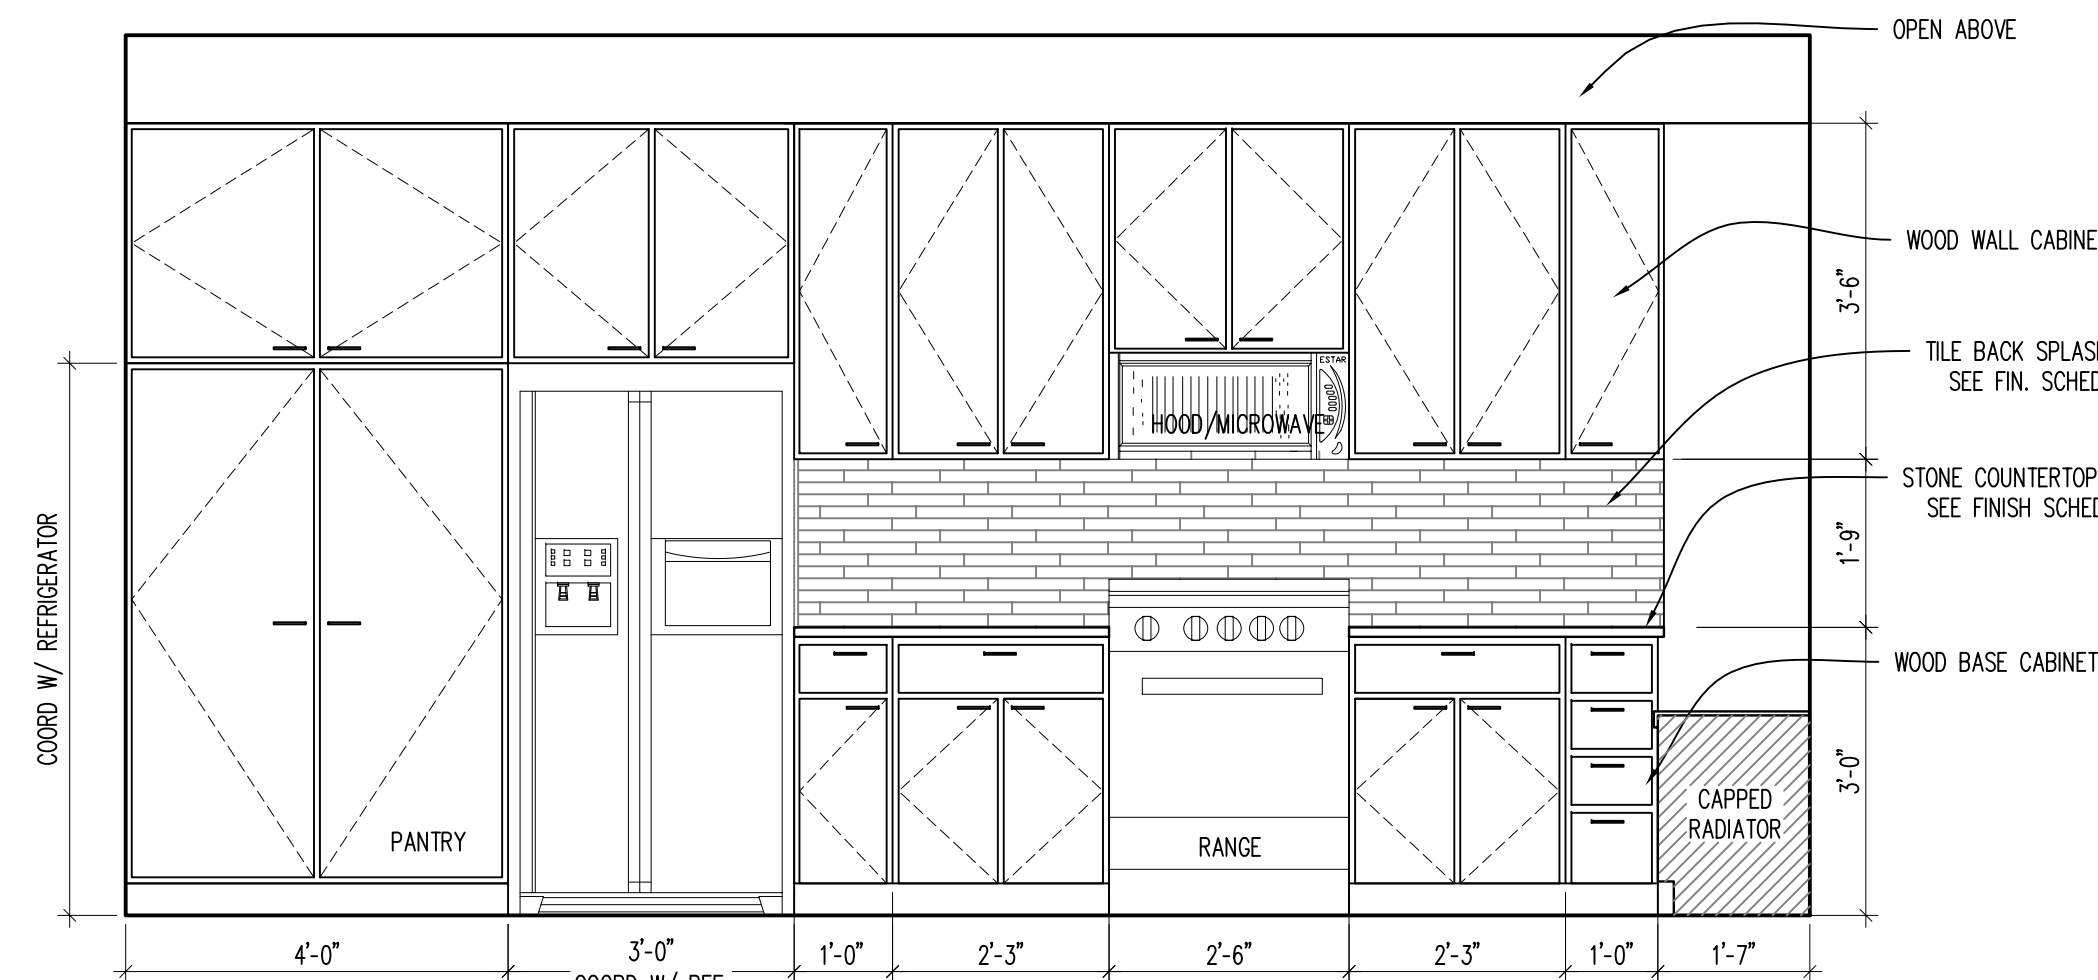 OPEN ABOVE
WOOD WALL CABINE
3'-6"
TILE BACK SPLAS
SEE FIN. SCHED
ESTAR
HOOD/MICROWAVE
STONE COUNTERTOP
SEE FINISH SCHED
1'-9"
COORD W/ REFRIGERATOR
WOOD BASE CABINET
3'-0"
CAPPED
RADIATOR
PANTRY
RANGE
4'-0" 3'-0" 1'-0" 2'-3" 2'-6" 2'-3" 1'-0" 1'-7"
COORD W/ REF